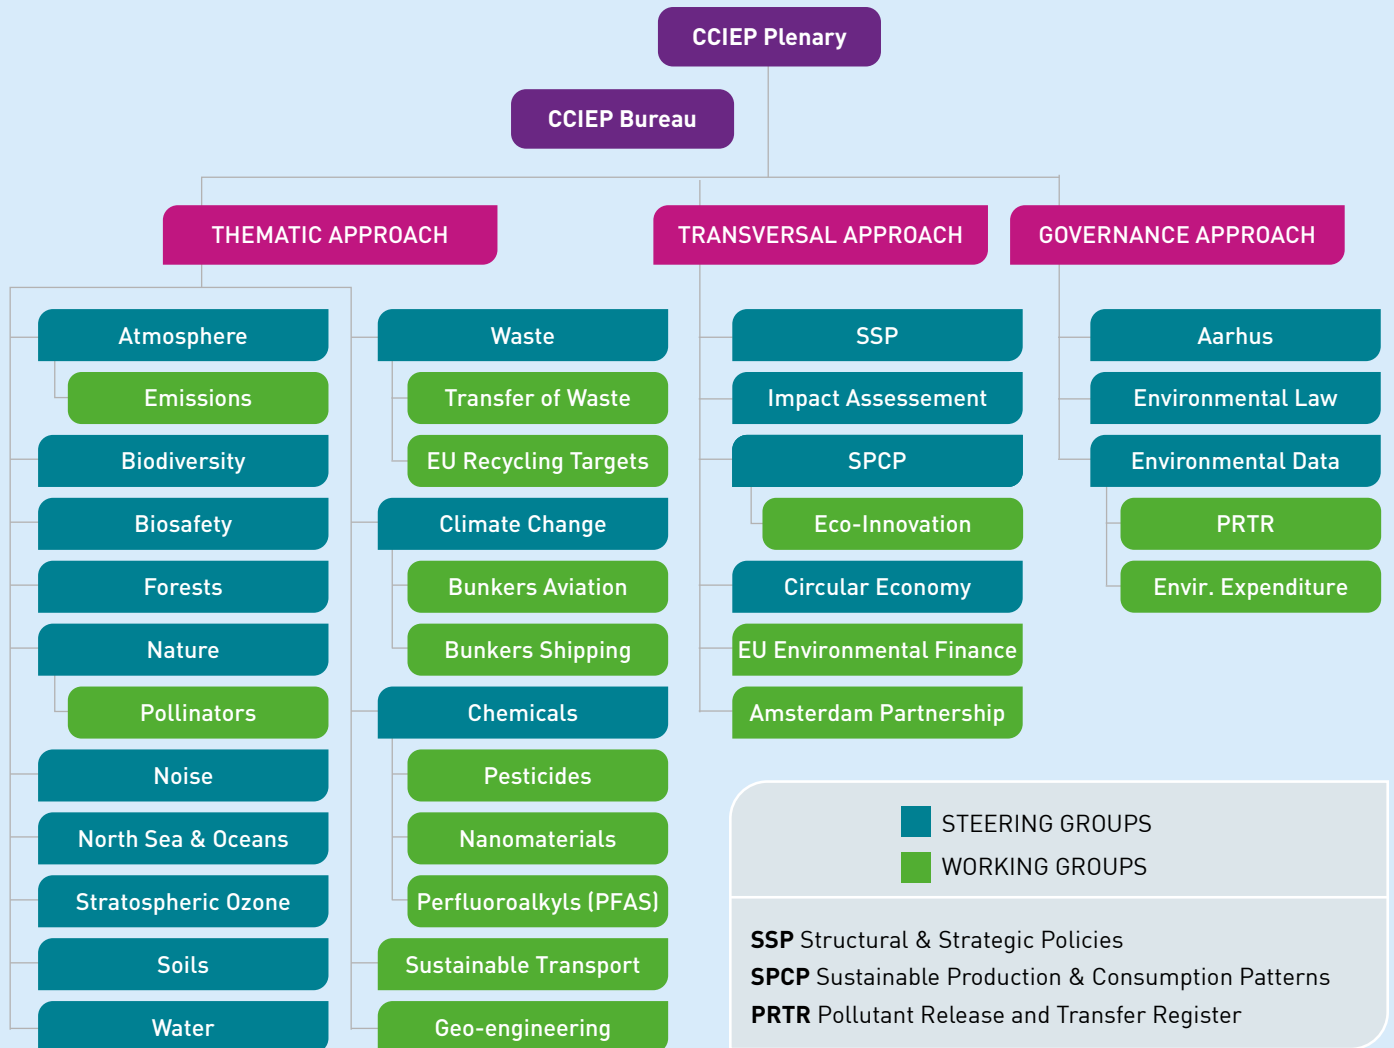 CCIEP Plenary
CCIEP Bureau
THEMATIC APPROACH
Atmosphere
Emissions
Biodiversity
Biosafety
Forests
Nature
Pollinators
Noise
North Sea & Oceans
Stratospheric Ozone
Soils
Water
Waste
Transfer of Waste
EU Recycling Targets
Climate Change
Bunkers Aviation
Bunkers Shipping
Chemicals
Pesticides
Nanomaterials
Perfluoroalkyls (PFAS)
Sustainable Transport
Geo-engineering
TRANSVERSAL APPROACH
SSP
Impact Assessement
SPCP
Eco-Innovation
Circular Economy
EU Environmental Finance
Amsterdam Partnership
GOVERNANCE APPROACH
Aarhus
Environmental Law
Environmental Data
PRTR
Envir. Expenditure
STEERING GROUPS
WORKING GROUPS
SSP Structural & Strategic Policies
SPCP Sustainable Production & Consumption Patterns
PRTR Pollutant Release and Transfer Register